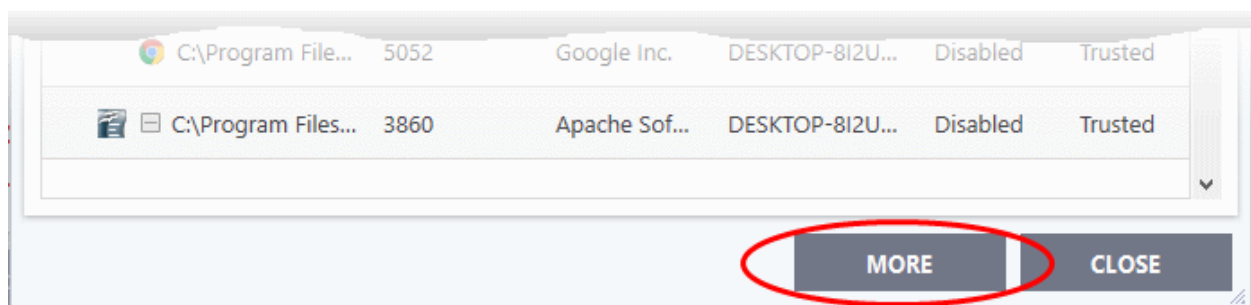 C:\Program File... 5052 Google Inc. DESKTOP-8I2U... Disabled Trusted
C:\Program Files... 3860 Apache Sof... DESKTOP-8I2U... Disabled Trusted
MORE CLOSE